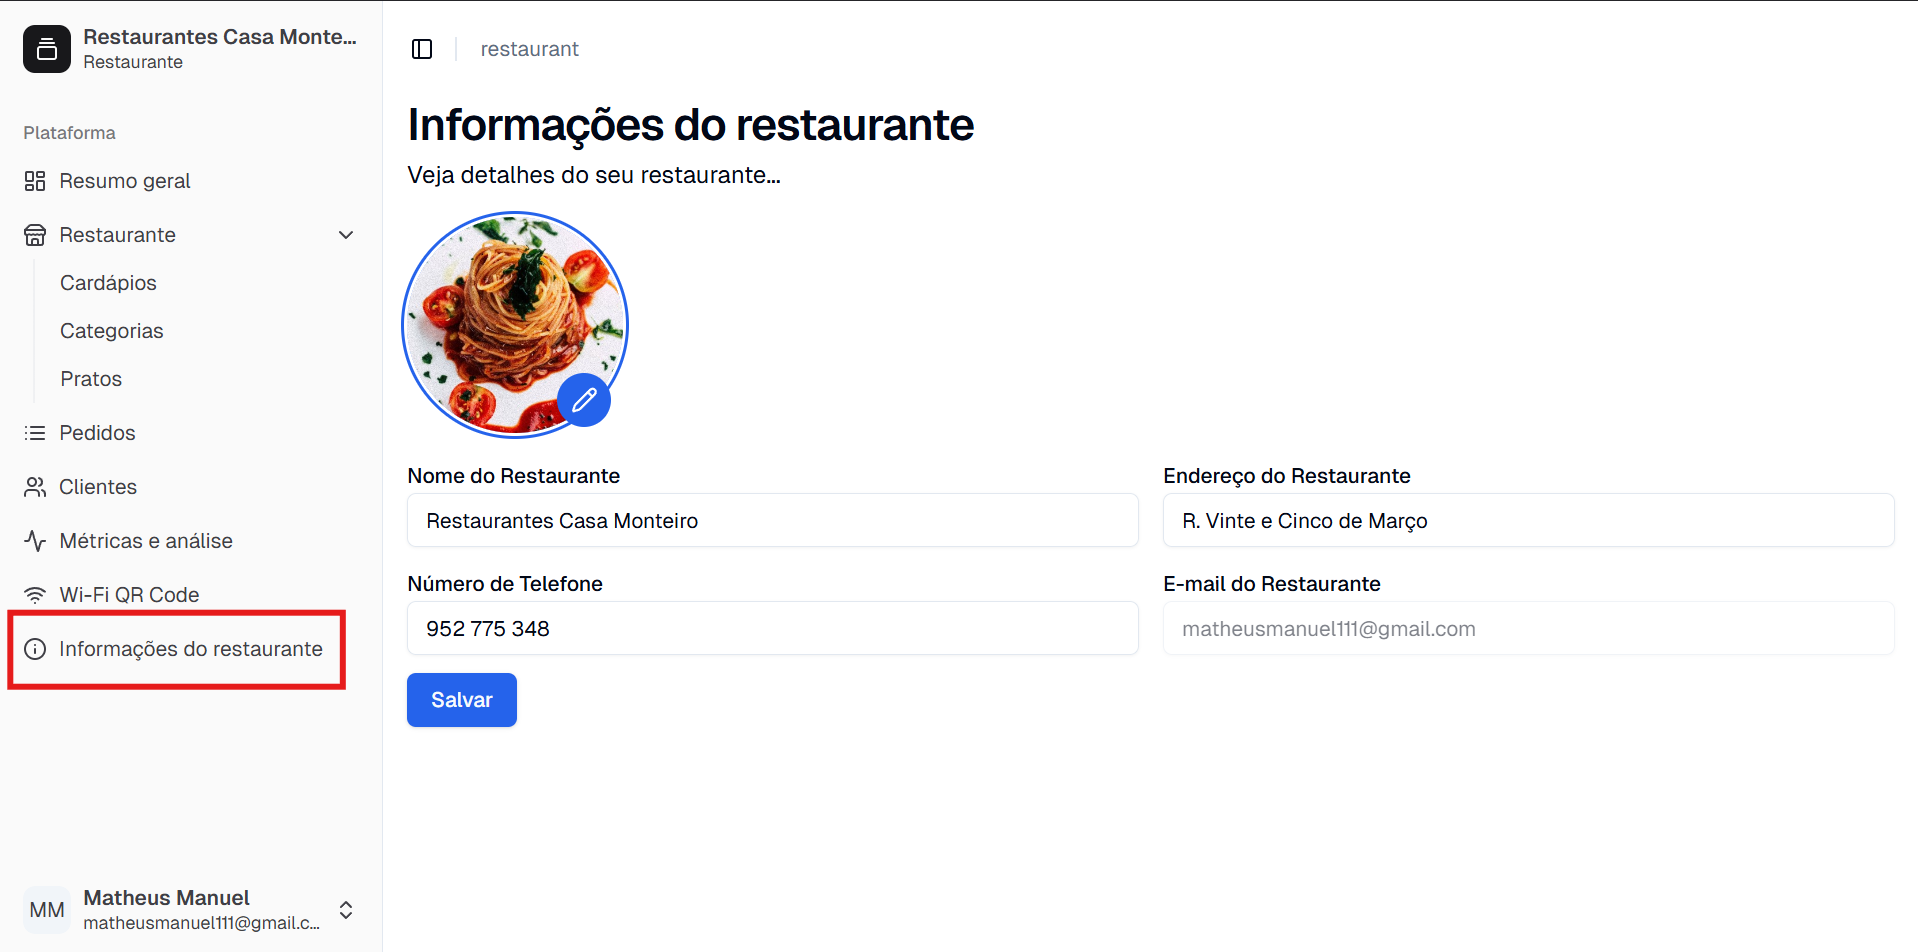 Restaurantes Casa Monte...
Restaurante
Plataforma
Resumo geral
Restaurante
Cardápios
Categorias
Pratos
Pedidos
Clientes
Métricas e análise
Wi-Fi QR Code
Informações do restaurante
MM
Matheus Manuel
matheusmanuel111@gmail.c...
restaurant
Informações do restaurante
Veja detalhes do seu restaurante...
Nome do Restaurante
Restaurantes Casa Monteiro
Endereço do Restaurante
R. Vinte e Cinco de Março
Número de Telefone
952 775 348
E-mail do Restaurante
matheusmanuel111@gmail.com
Salvar